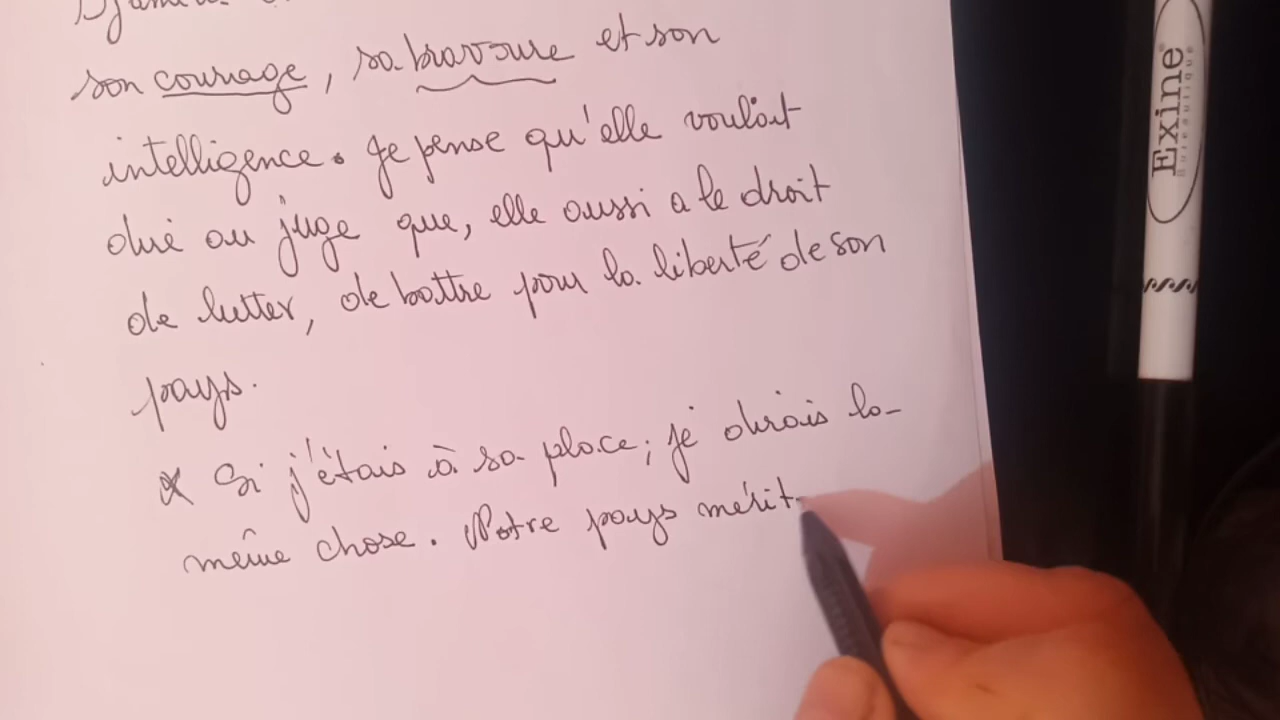 Djamila
son courage, sa bravoure et son
intelligence. Je pense qu'elle voulait
dire au juge que, elle aussi a le droit
de lutter, de battre pour la liberté de son
pays.
* Si j'étais à sa place; je dirais la
même chose. Notre pays mérit
Exine
Bureautique